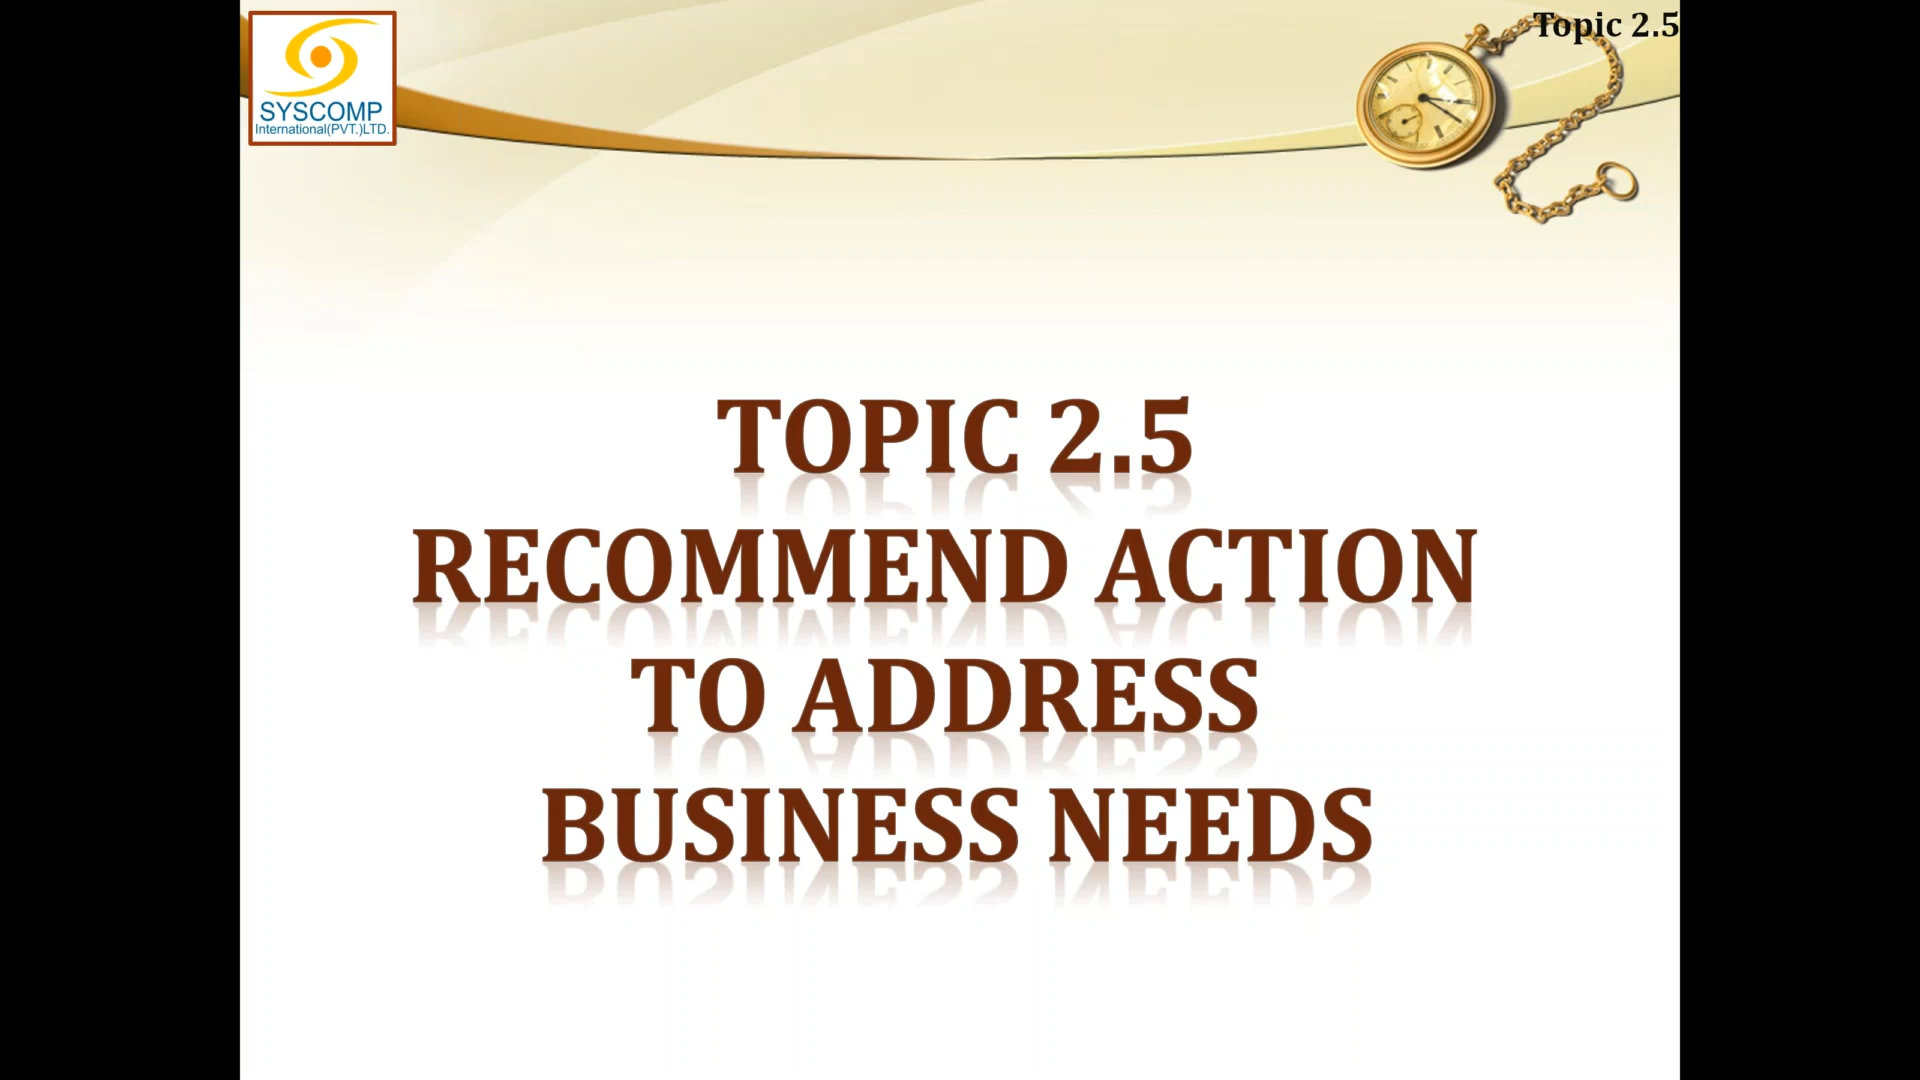 Topic 2.5
SYSCOMP
International(PVT.)LTD.
TOPIC 2.5
RECOMMEND ACTION
TO ADDRESS
BUSINESS NEEDS